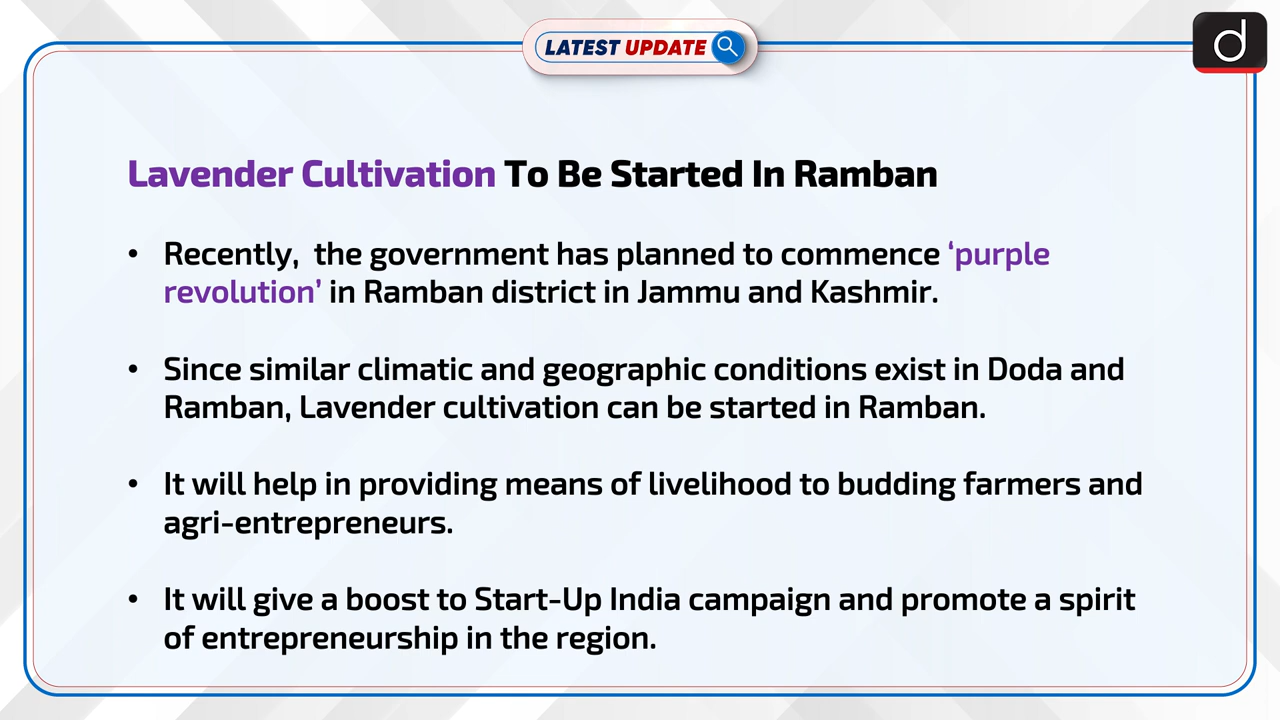 LATEST UPDATE
d
Lavender Cultivation To Be Started In Ramban
• Recently,  the government has planned to commence ‘purple
revolution’ in Ramban district in Jammu and Kashmir.
• Since similar climatic and geographic conditions exist in Doda and
Ramban, Lavender cultivation can be started in Ramban.
• It will help in providing means of livelihood to budding farmers and
agri-entrepreneurs.
• It will give a boost to Start-Up India campaign and promote a spirit
of entrepreneurship in the region.